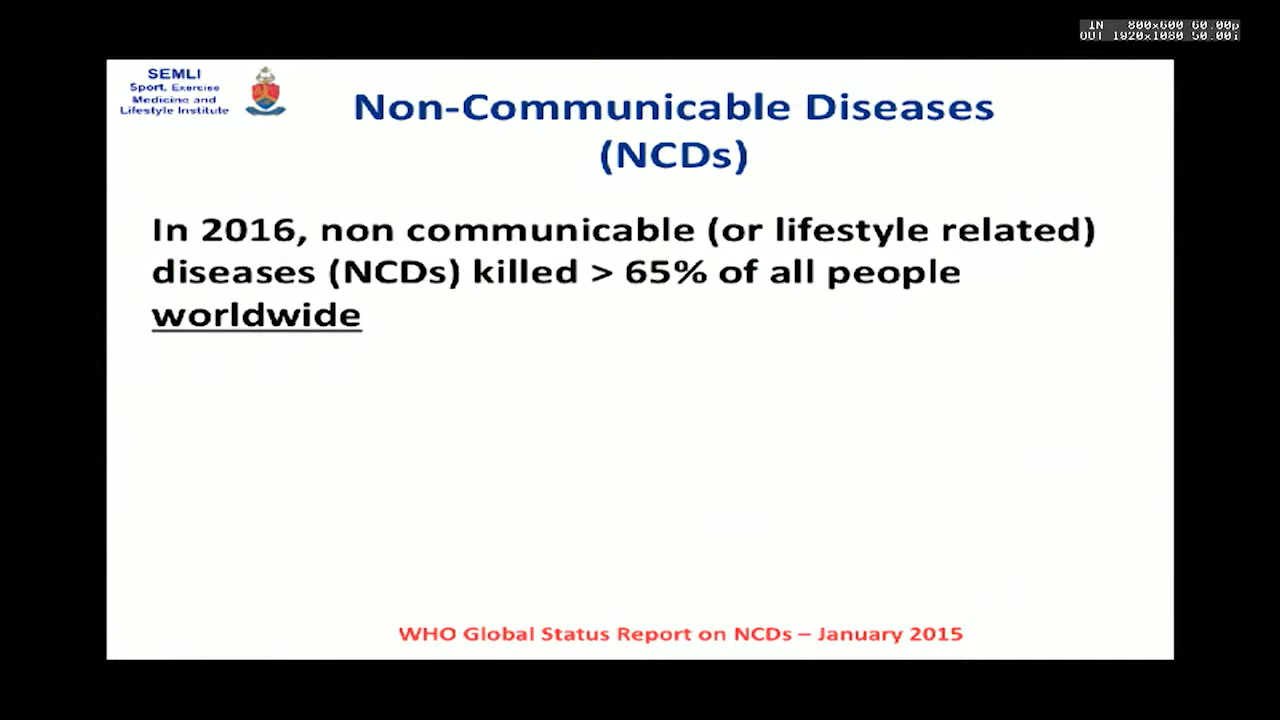 IN 800x600 60.00p
OUT 1920x1080 50.00i
SEMLI
Sport, Exercise
Medicine and
Lifestyle Institute
Non-Communicable Diseases
(NCDs)
In 2016, non communicable (or lifestyle related)
diseases (NCDs) killed > 65% of all people
worldwide
WHO Global Status Report on NCDs – January 2015